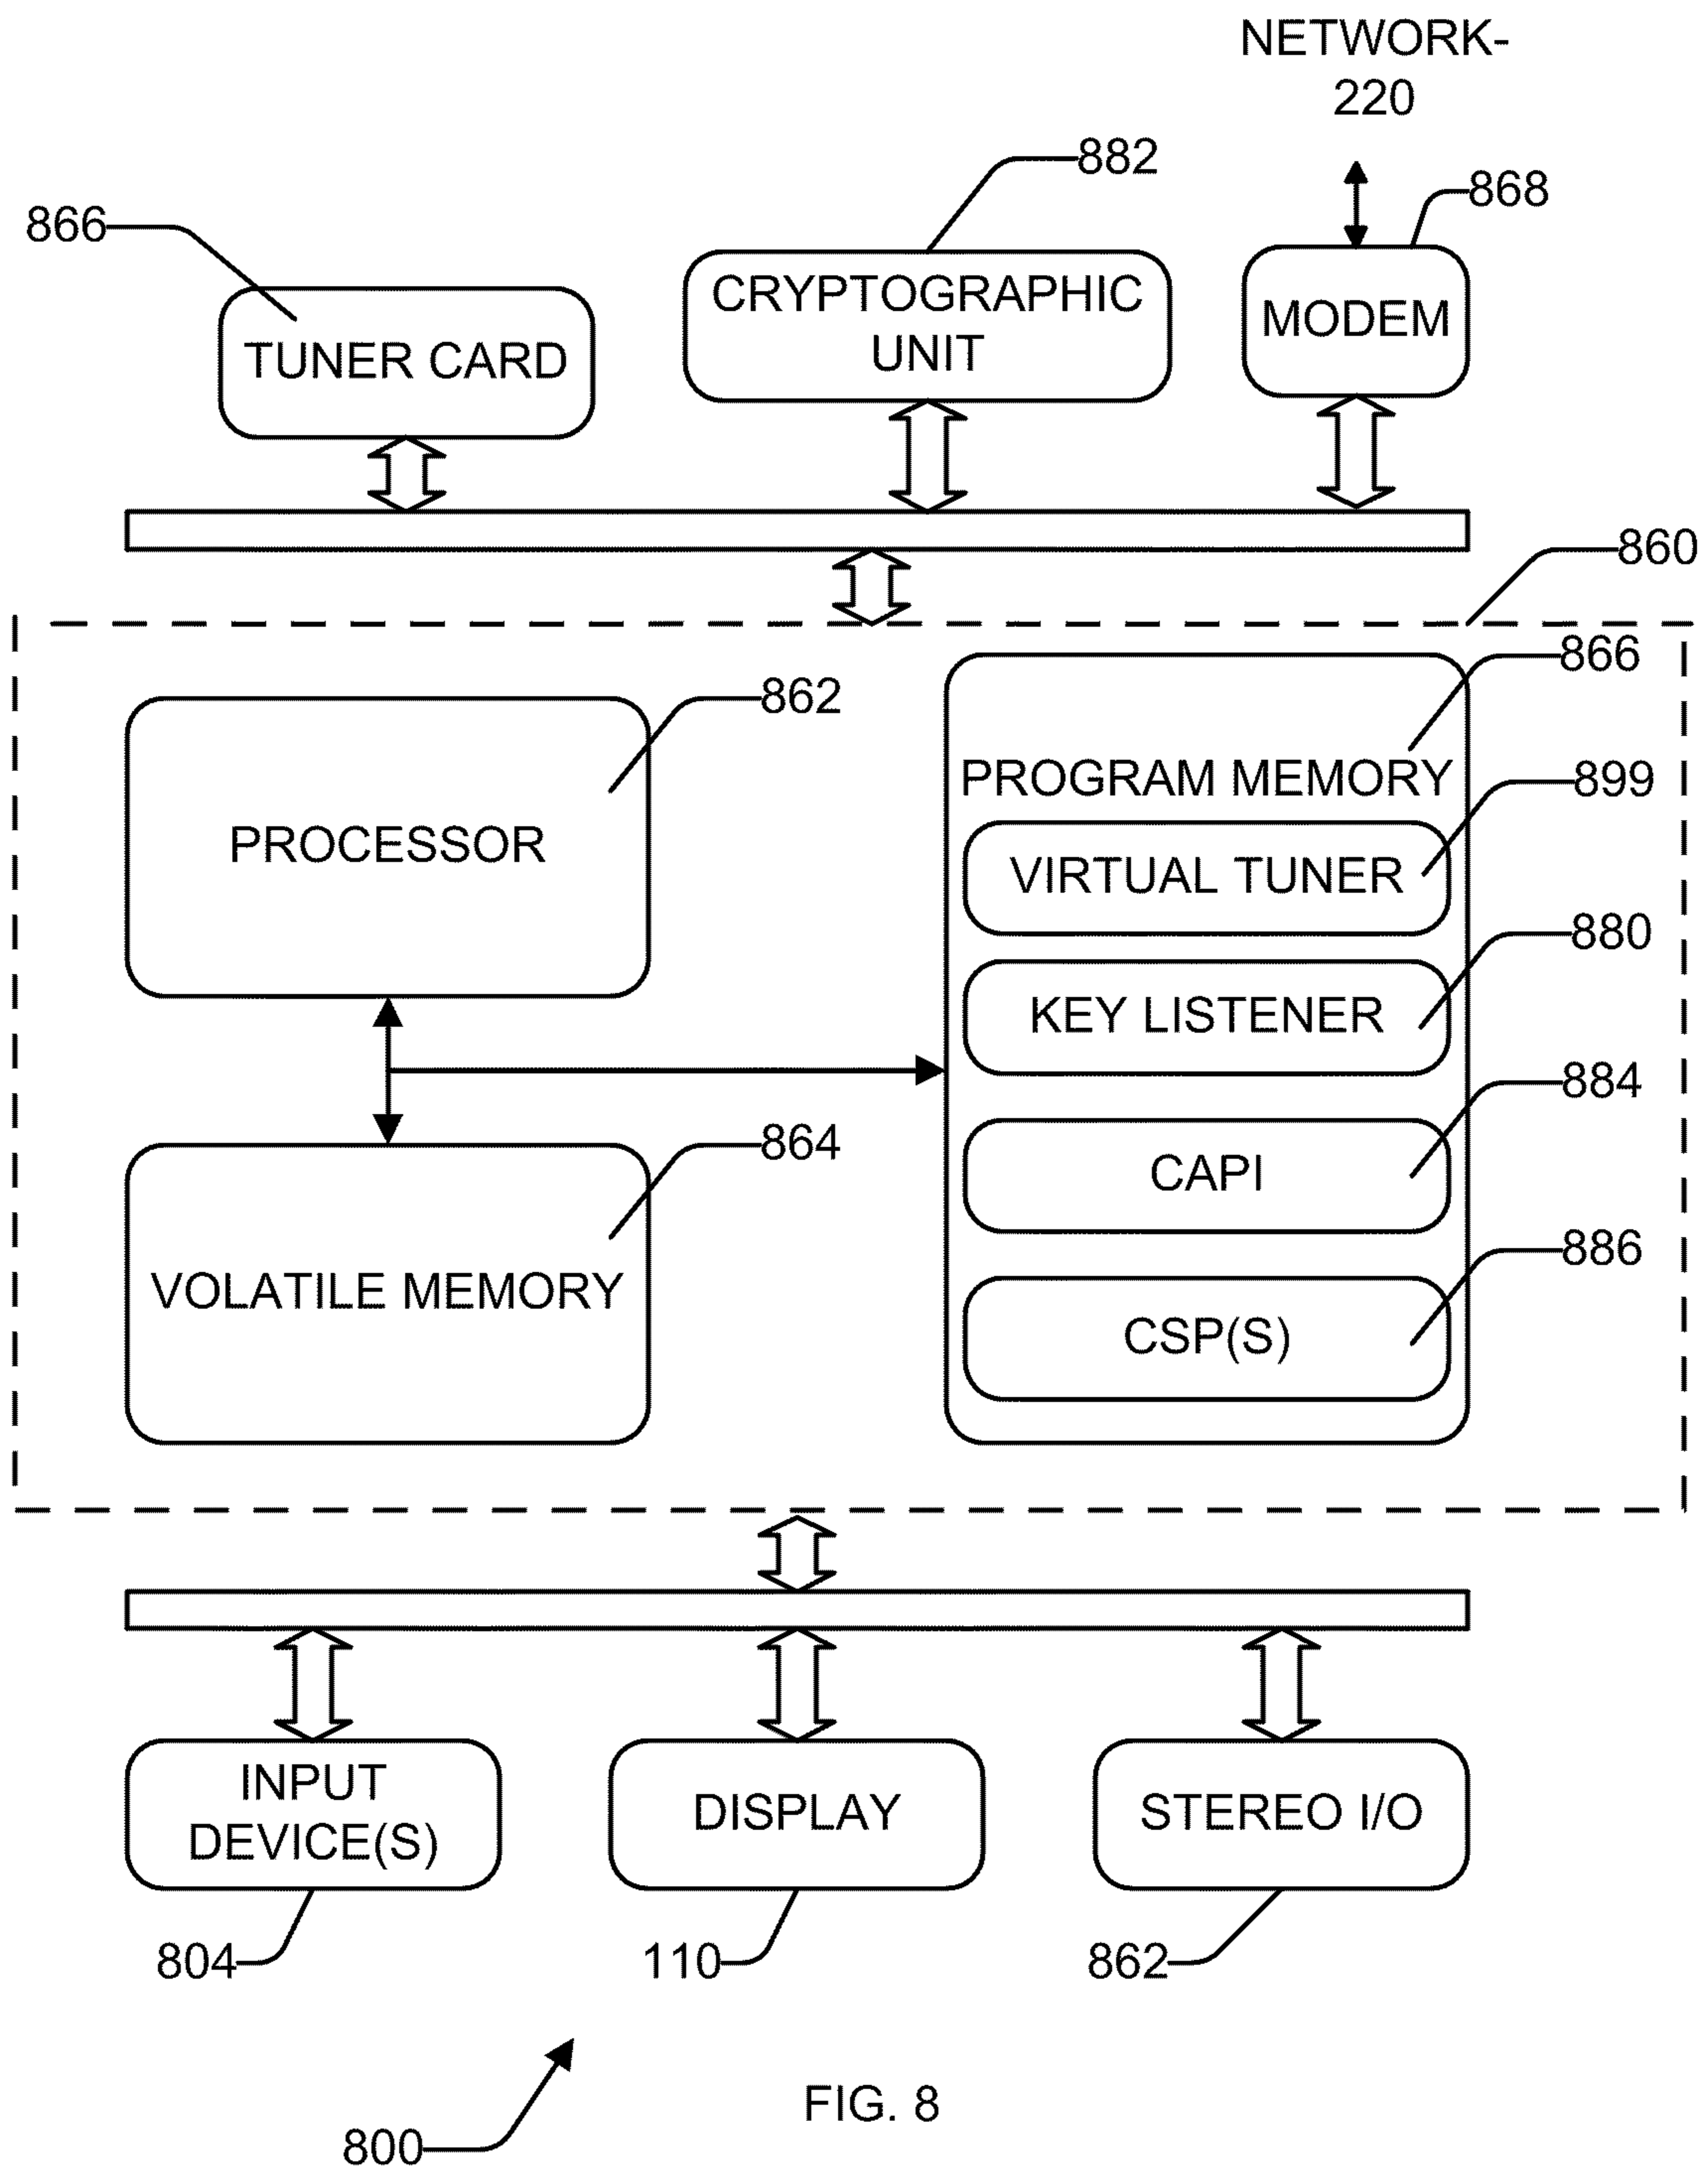 NETWORK-
220
882
868
866
CRYPTOGRAPHIC
UNIT
MODEM
TUNER CARD
860
866
862
PROGRAM MEMORY
899
PROCESSOR
VIRTUAL TUNER
880
KEY LISTENER
884
864
CAPI
886
VOLATILE MEMORY
CSP(S)
INPUT
DEVICE(S)
DISPLAY
STEREO I/O
804
110
862
FIG. 8
800